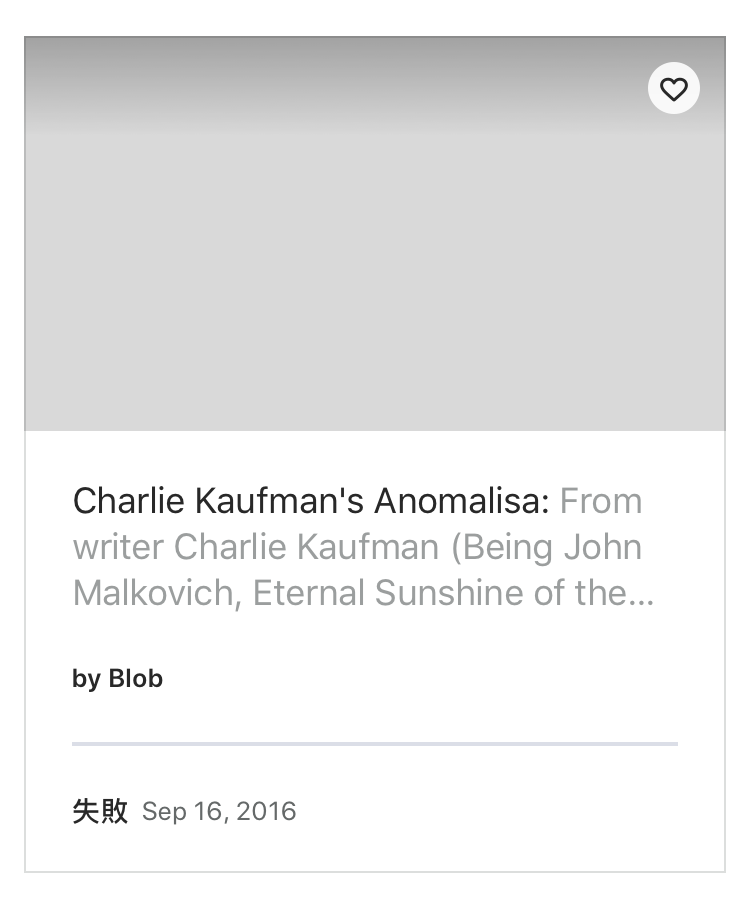 Charlie Kaufman's Anomalisa: From
writer Charlie Kaufman (Being John
Malkovich, Eternal Sunshine of the...
by Blob
失敗 Sep 16, 2016